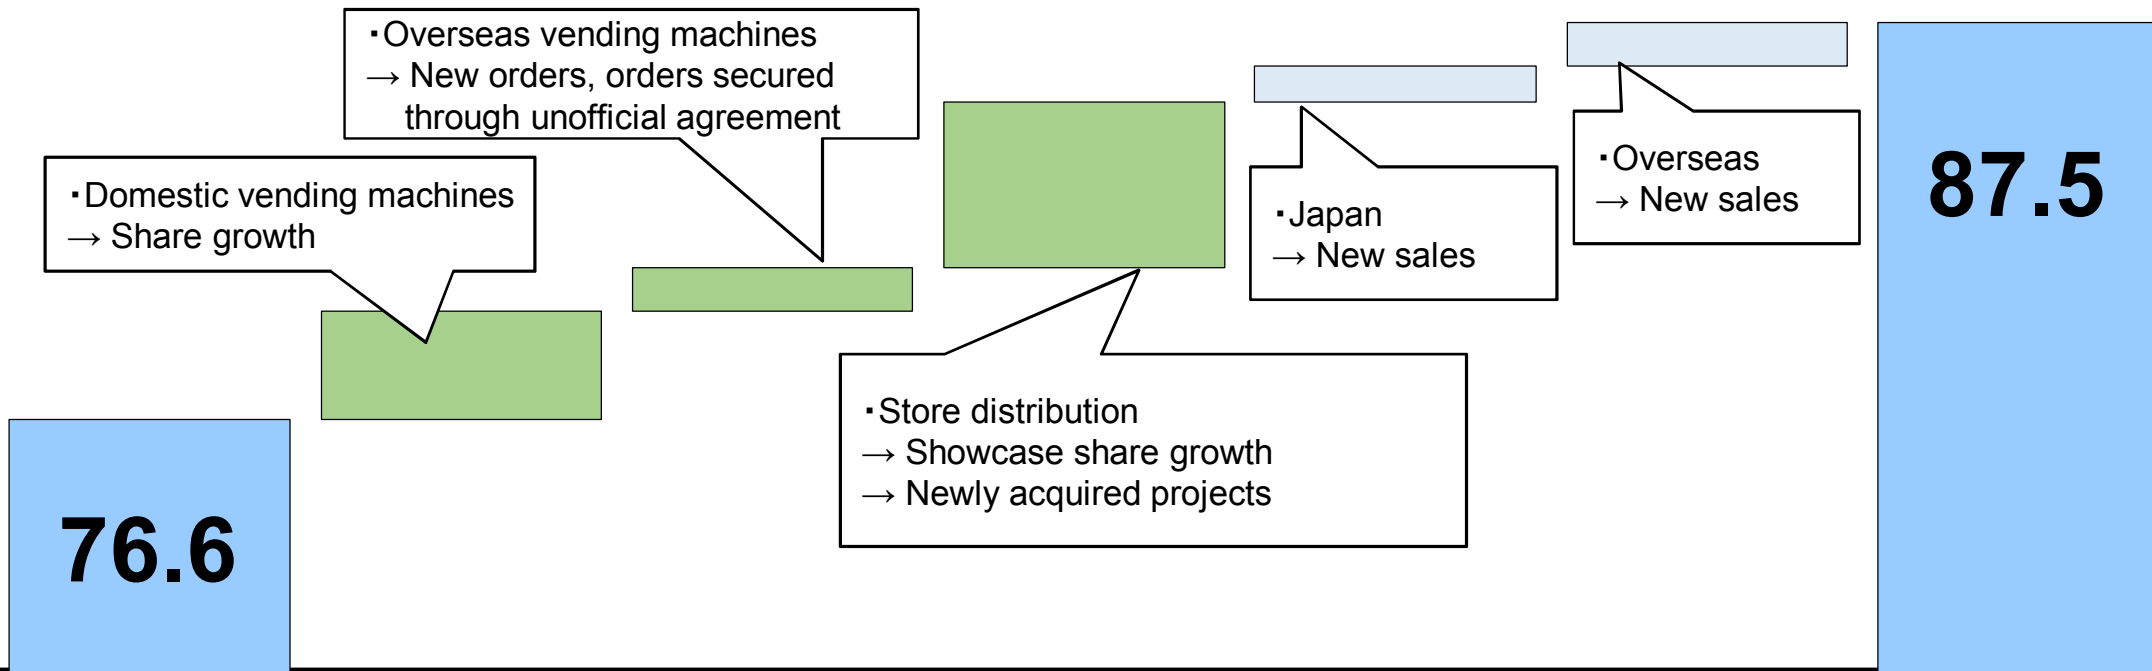 ・Overseas vending machines
→ New orders, orders secured
through unofficial agreement
・Domestic vending machines
→ Share growth
・Store distribution
→ Showcase share growth
→ Newly acquired projects
・Japan
→ New sales
・Overseas
→ New sales
76.6
87.5